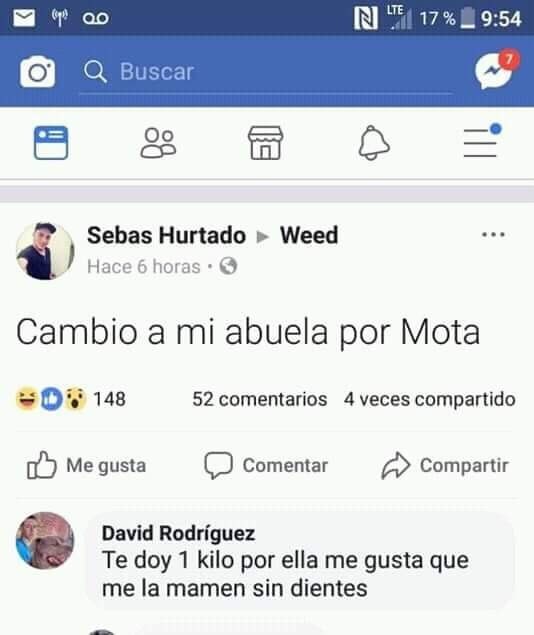 LTE 17 % 9:54
Buscar
7
Sebas Hurtado ▸ Weed
Hace 6 horas ·
Cambio a mi abuela por Mota
148 52 comentarios 4 veces compartido
Me gusta Comentar Compartir
David Rodríguez
Te doy 1 kilo por ella me gusta que
me la mamen sin dientes